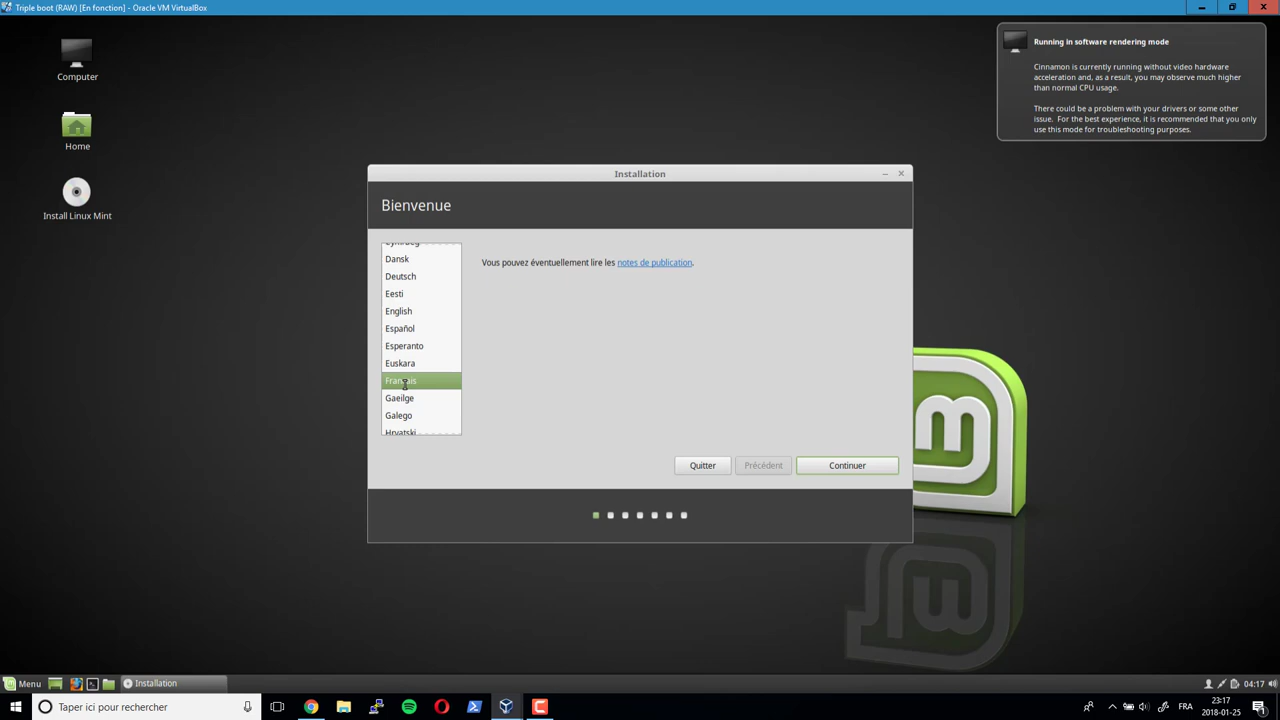 Triple boot (RAW) [En fonction] - Oracle VM VirtualBox
Computer
Home
Install Linux Mint
Running in software rendering mode
Cinnamon is currently running without video hardware
acceleration and, as a result, you may observe much higher
than normal CPU usage.
There could be a problem with your drivers or some other
issue. For the best experience, it is recommended that you only
use this mode for troubleshooting purposes.
Installation
Bienvenue
Dansk
Deutsch
Eesti
English
Español
Esperanto
Euskara
Français
Gaeilge
Galego
Hrvatski
Vous pouvez éventuellement lire les notes de publication.
Quitter
Précédent
Continuer
Menu
Installation
04:17
Taper ici pour rechercher
FRA
23:17
2018-01-25